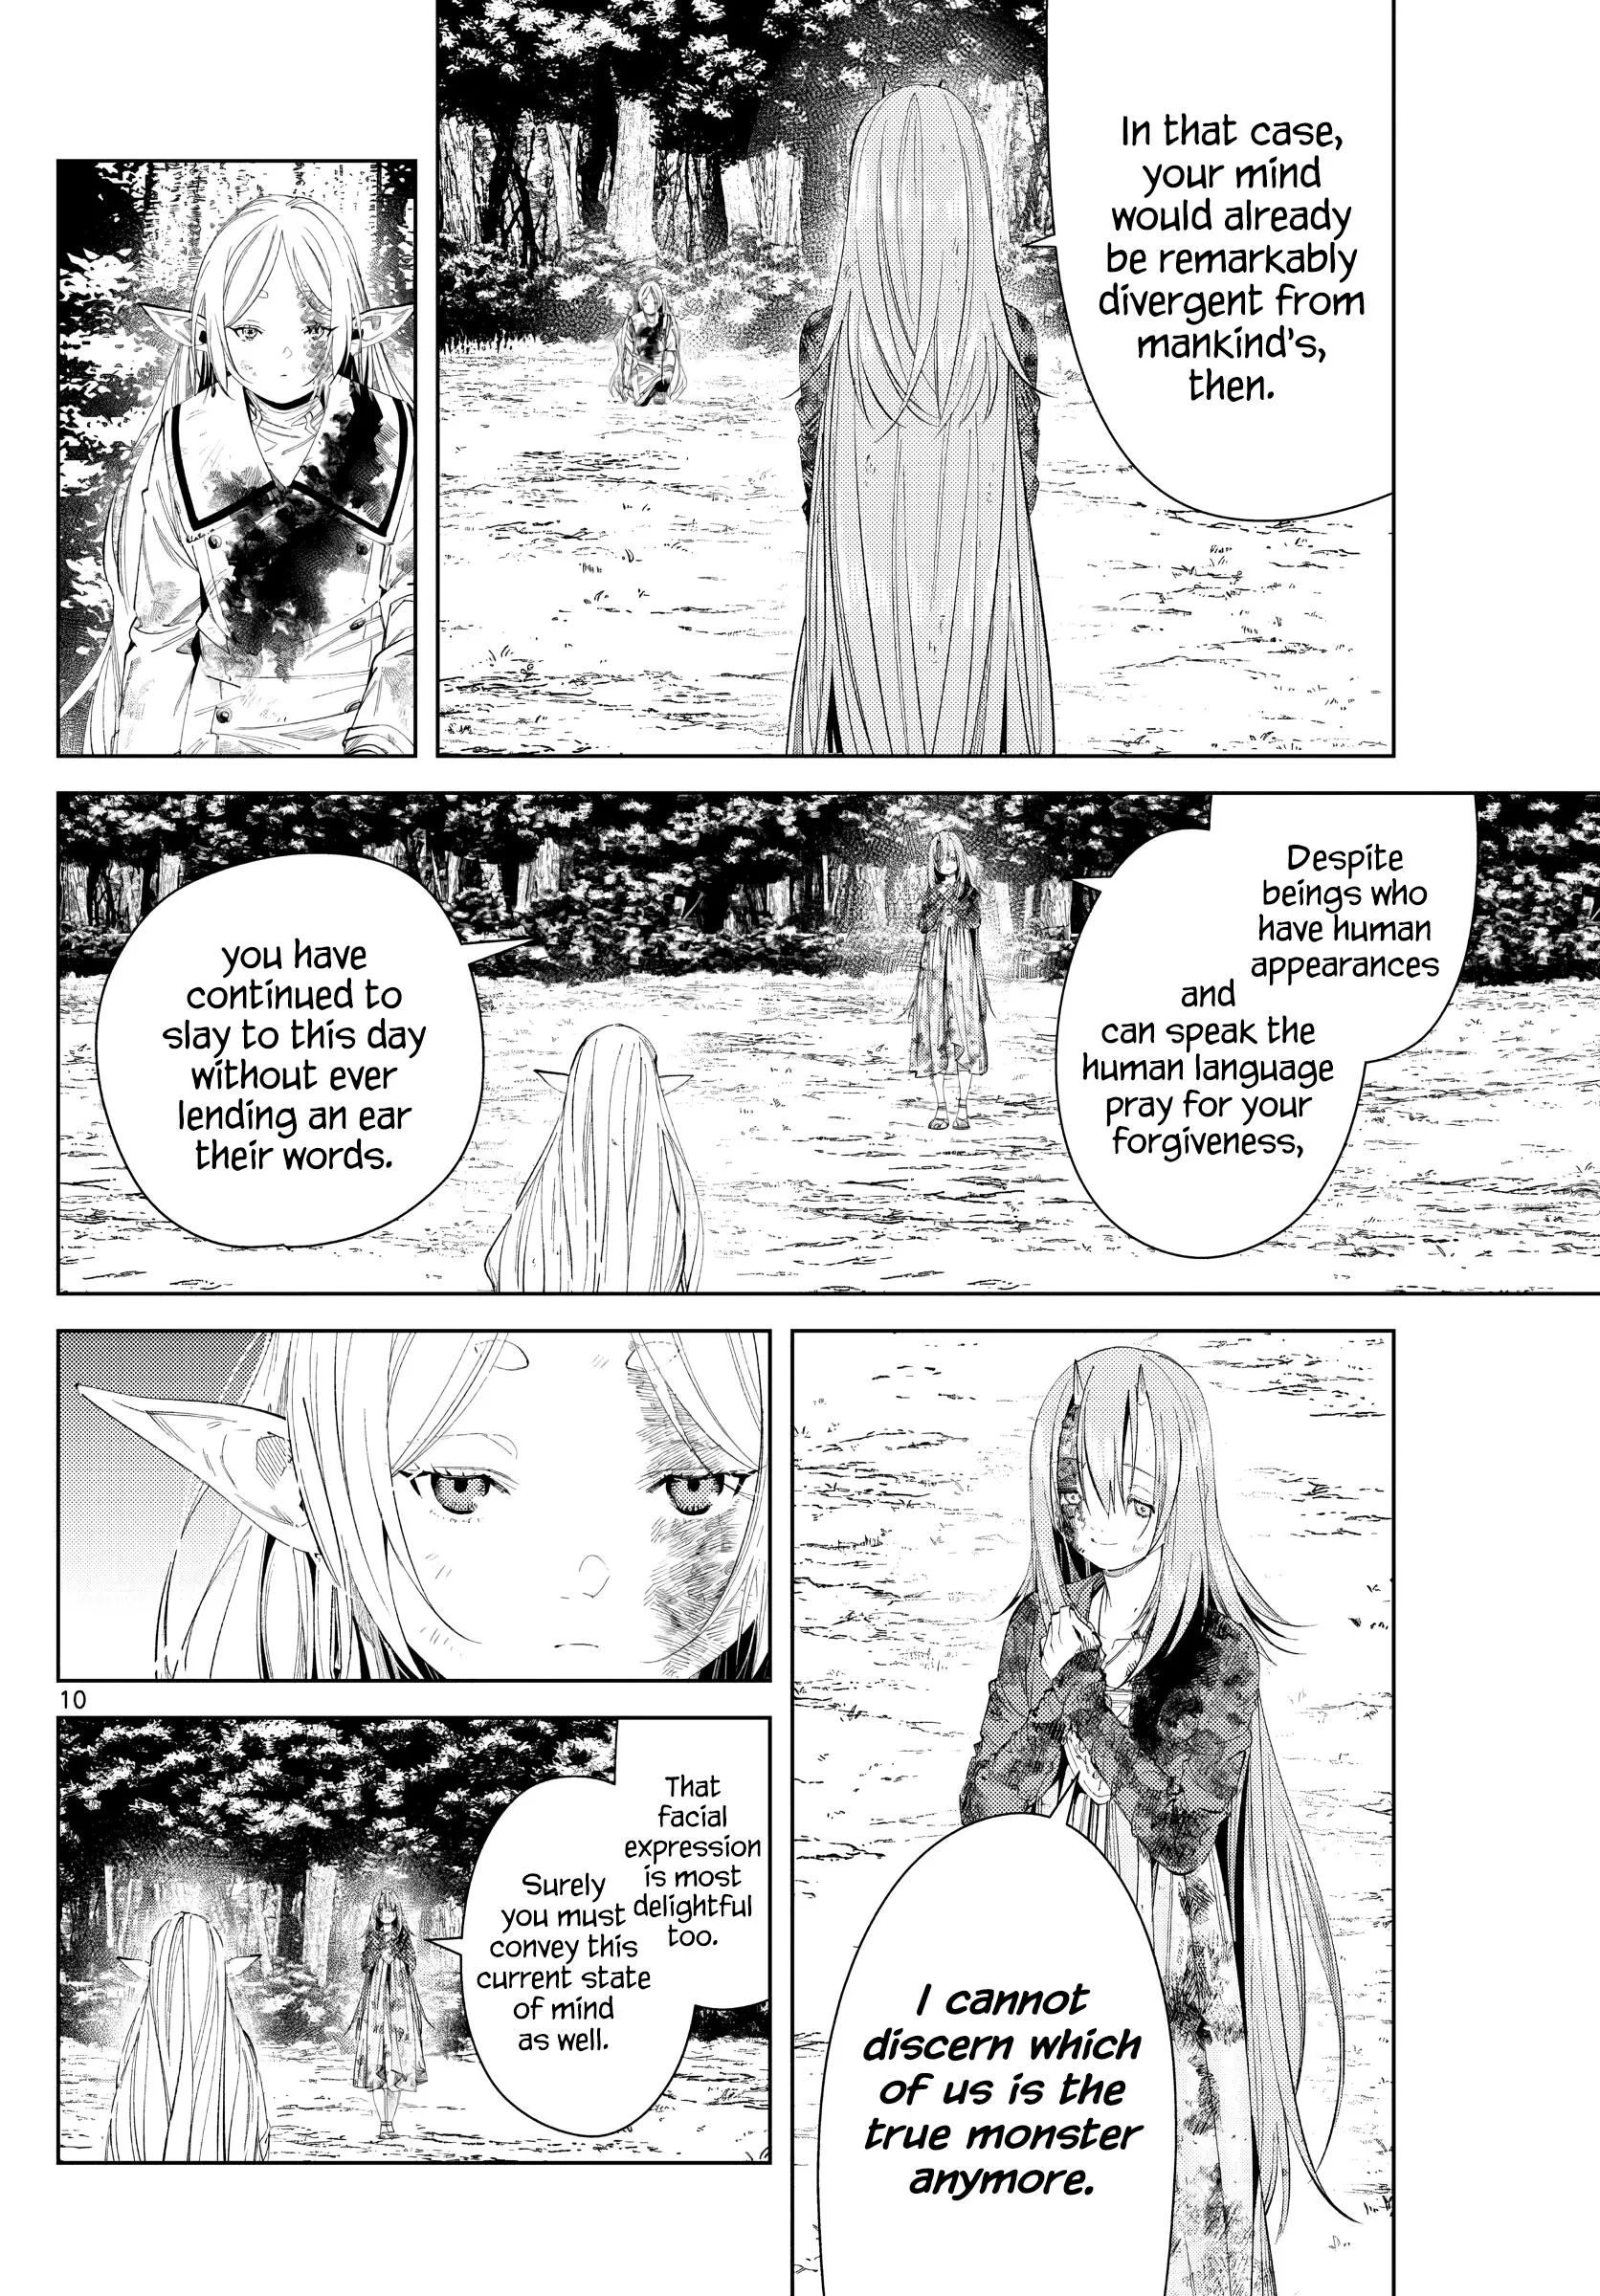 In that case,
your mind
would already
be remarkably
divergent from
mankind's,
then.
Despite
beings who
have human
appearances
and
can speak the
human language
pray for your
forgiveness,
you have
continued to
slay to this day
without ever
lending an ear
their words.
I cannot
discern which
of us is the
true monster
anymore.
10
That
facial
expression
is most
delightful
too.
Surely
you must
convey this
current state
of mind
as well.